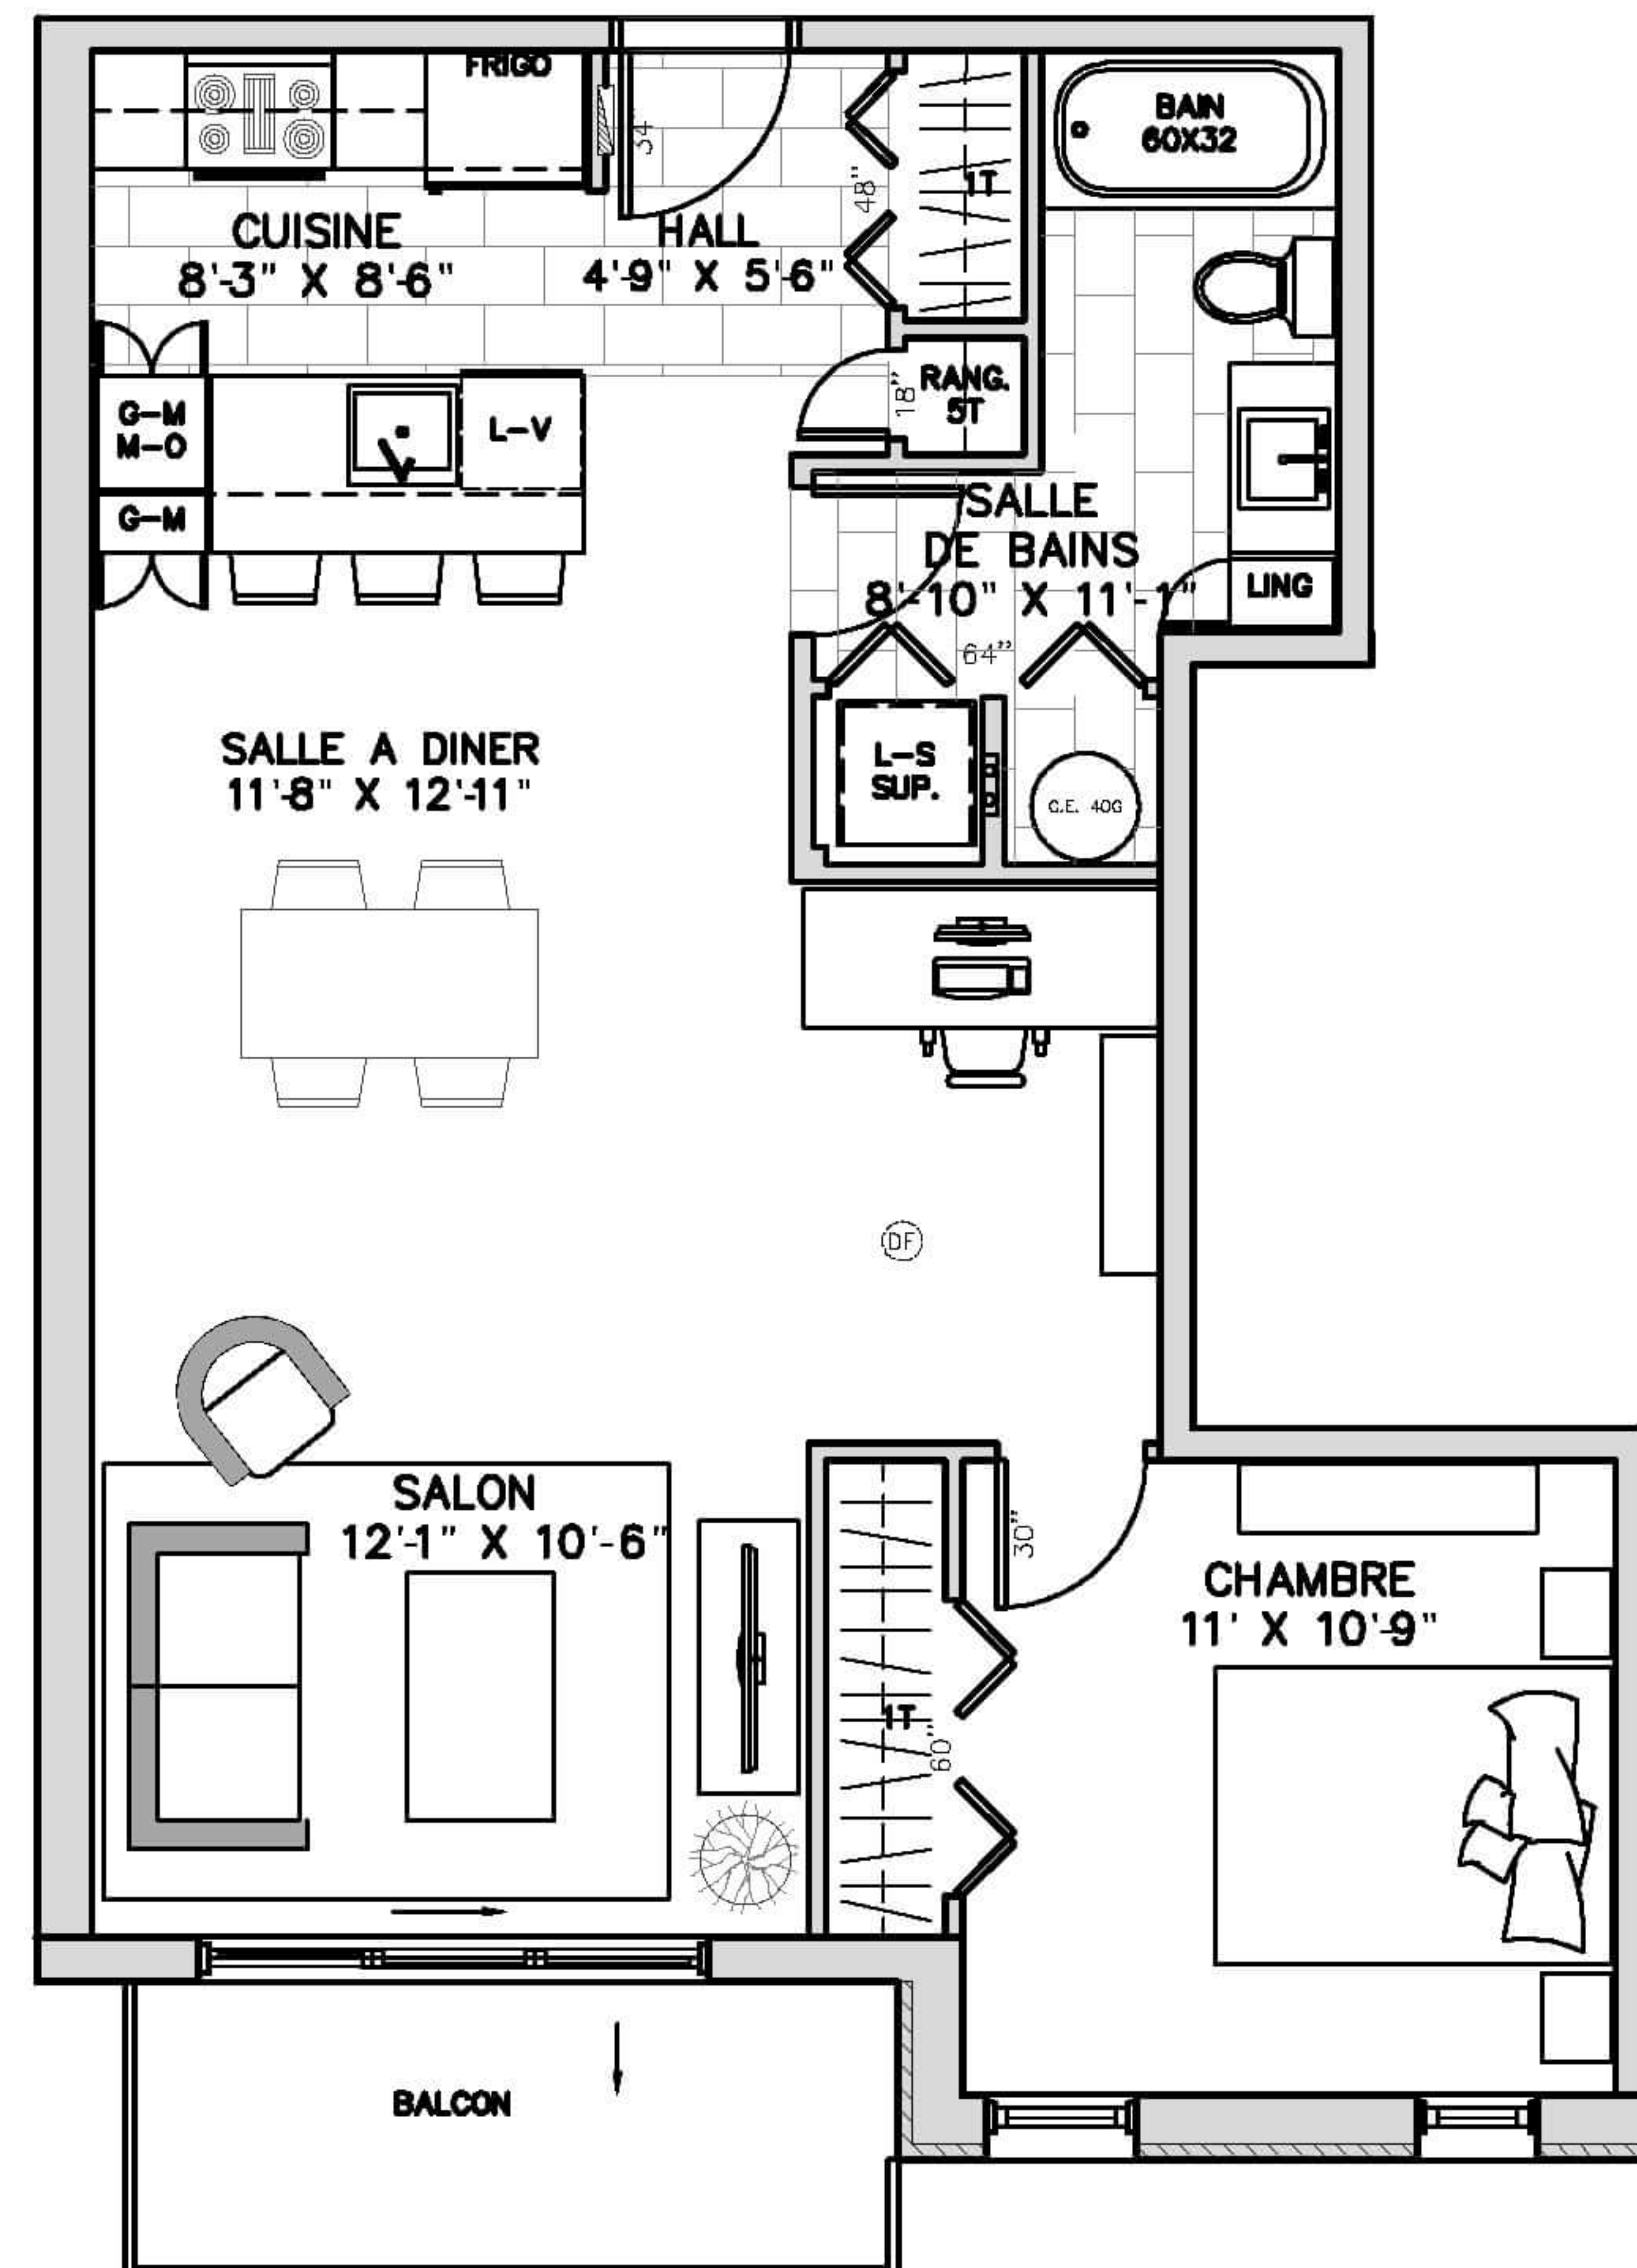 FRIGO
34"
BAIN
60X32
48"
1T
CUISINE
8'-3" X 8'-6"
HALL
4'-9" X 5'-6"
G-M
M-O
L-V
18"
RANG.
5T
G-M
SALLE
DE BAINS
8'-10" X 11'-1"
LING
64"
SALLE A DINER
11'-8" X 12'-11"
L-S
SUP.
C.E. 40G
DF
SALON
12'-1" X 10'-6"
30"
CHAMBRE
11' X 10'-9"
1T
60"
BALCON